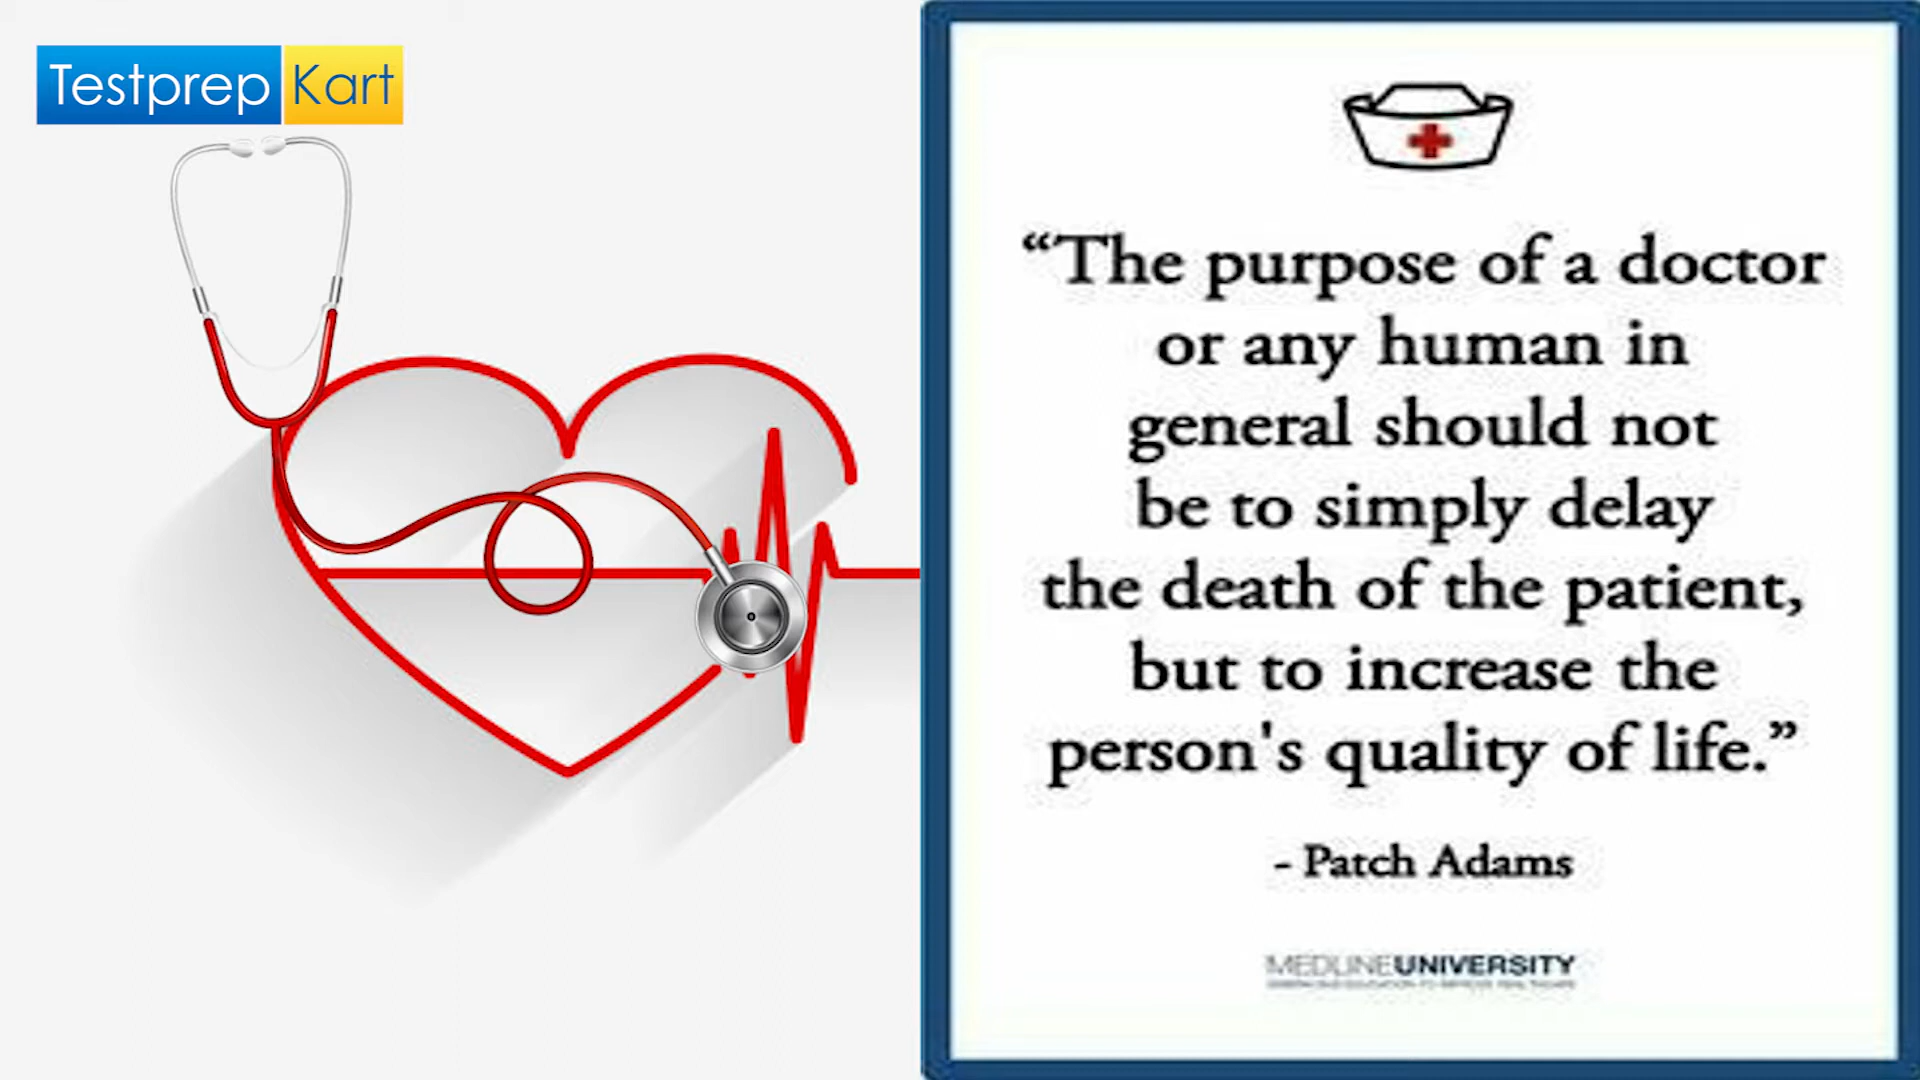 Testprep Kart
“The purpose of a doctor
or any human in
general should not
be to simply delay
the death of the patient,
but to increase the
person's quality of life.”
- Patch Adams
MEDLINEUNIVERSITY